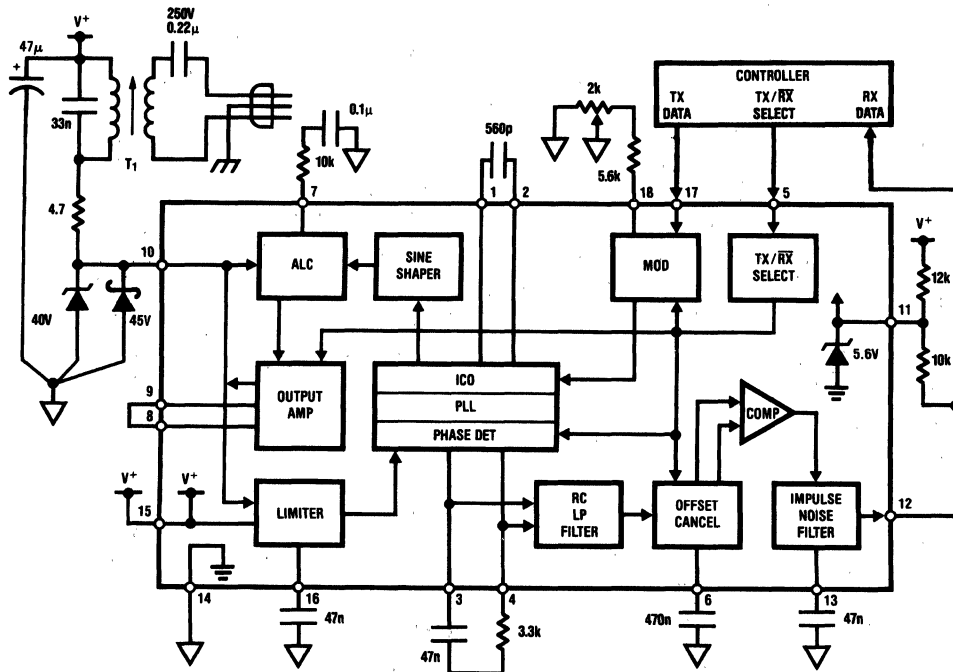 250V
0.22μ
V+
47μ
+
33n
T1
4.7
0.1μ
10k
7
560p
1
2
2k
5.6k
CONTROLLER
TX DATA
TX/R̅X̅ SELECT
RX DATA
18
17
5
10
ALC
SINE SHAPER
MOD
TX/R̅X̅ SELECT
V+
12k
11
10k
5.6V
40V
45V
9
8
OUTPUT AMP
ICO
PLL
PHASE DET
COMP
V+
V+
15
LIMITER
RC LP FILTER
OFFSET CANCEL
IMPULSE NOISE FILTER
12
14
16
47n
3
47n
4
3.3k
6
470n
13
47n